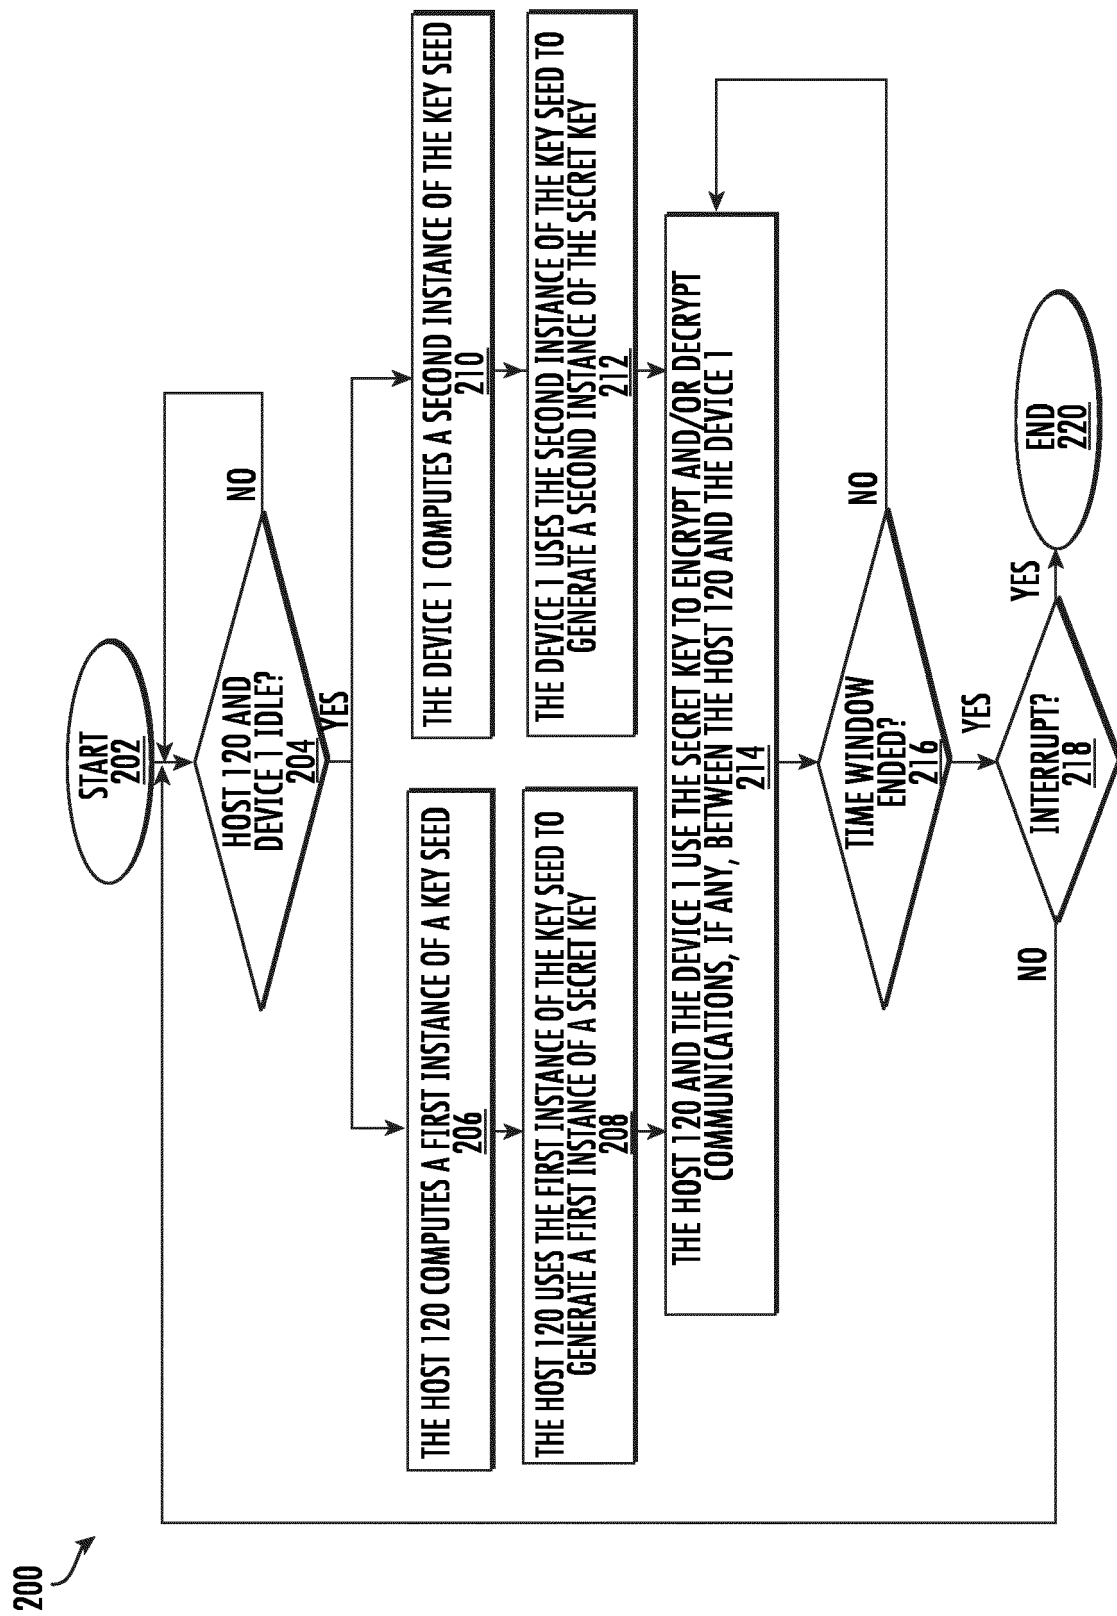 200
START
202
HOST 120 AND
DEVICE 1 IDLE?
204
NO
YES
THE HOST 120 COMPUTES A FIRST INSTANCE OF A KEY SEED
206
THE DEVICE 1 COMPUTES A SECOND INSTANCE OF THE KEY SEED
210
THE HOST 120 USES THE FIRST INSTANCE OF THE KEY SEED TO
GENERATE A FIRST INSTANCE OF A SECRET KEY
208
THE DEVICE 1 USES THE SECOND INSTANCE OF THE KEY SEED TO
GENERATE A SECOND INSTANCE OF THE SECRET KEY
212
THE HOST 120 AND THE DEVICE 1 USE THE SECRET KEY TO ENCRYPT AND/OR DECRYPT
COMMUNICATIONS, IF ANY, BETWEEN THE HOST 120 AND THE DEVICE 1
214
TIME WINDOW
ENDED?
216
NO
YES
INTERRUPT?
218
NO
YES
END
220